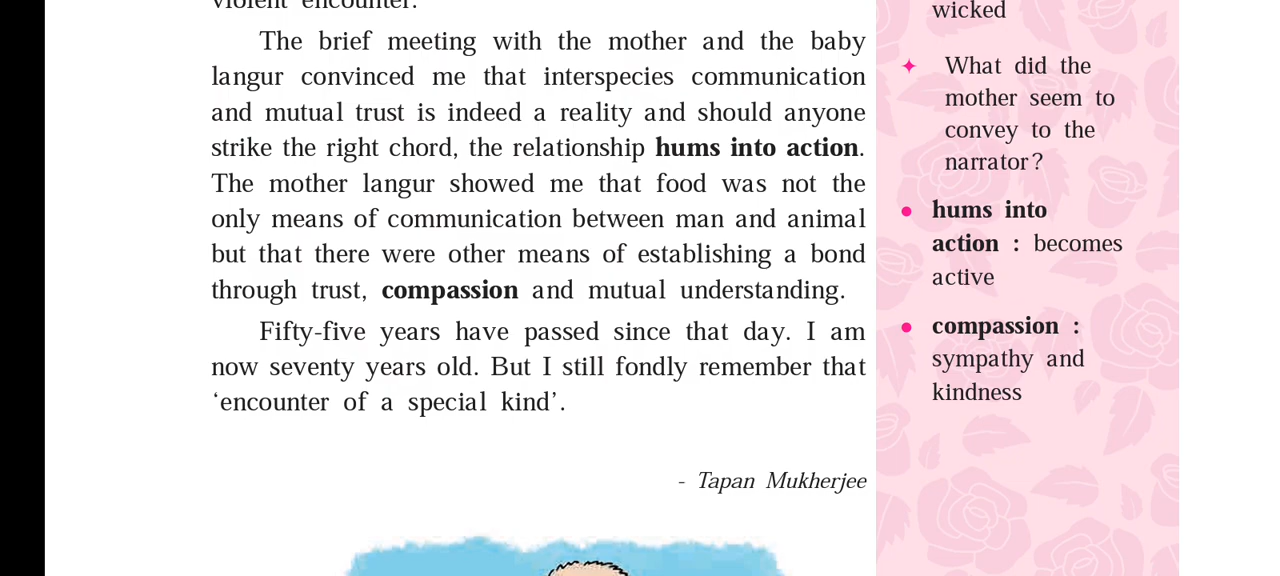 violent encounter.
The brief meeting with the mother and the baby
langur convinced me that interspecies communication
and mutual trust is indeed a reality and should anyone
strike the right chord, the relationship hums into action.
The mother langur showed me that food was not the
only means of communication between man and animal
but that there were other means of establishing a bond
through trust, compassion and mutual understanding.
Fifty-five years have passed since that day. I am
now seventy years old. But I still fondly remember that
‘encounter of a special kind’.
- Tapan Mukherjee
wicked
✦ What did the
mother seem to
convey to the
narrator?
● hums into
action : becomes
active
● compassion :
sympathy and
kindness